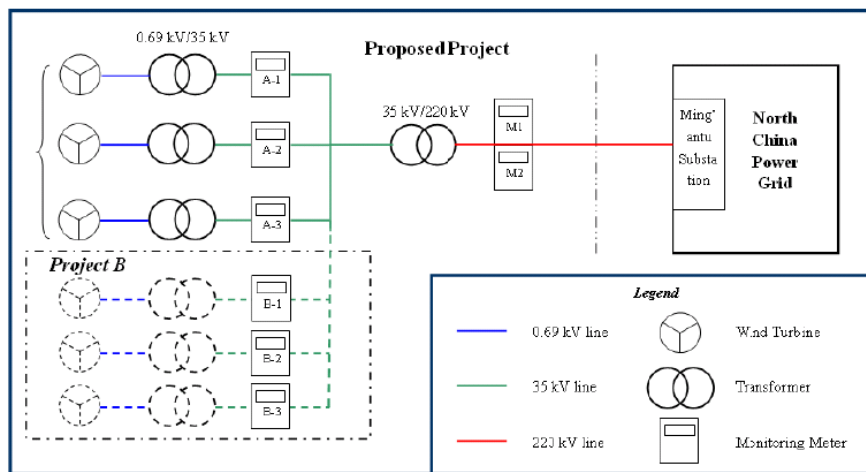 0.69 kV/35 kV
Proposed Project
A-1
A-2
A-3
35 kV/220 kV
M1
M2
Ming'
antu
Substa
tion
North
China
Power
Grid
Project B
B-1
B-2
B-3
Legend
0.69 kV line
Wind Turbine
35 kV line
Transformer
220 kV line
Monitoring Meter